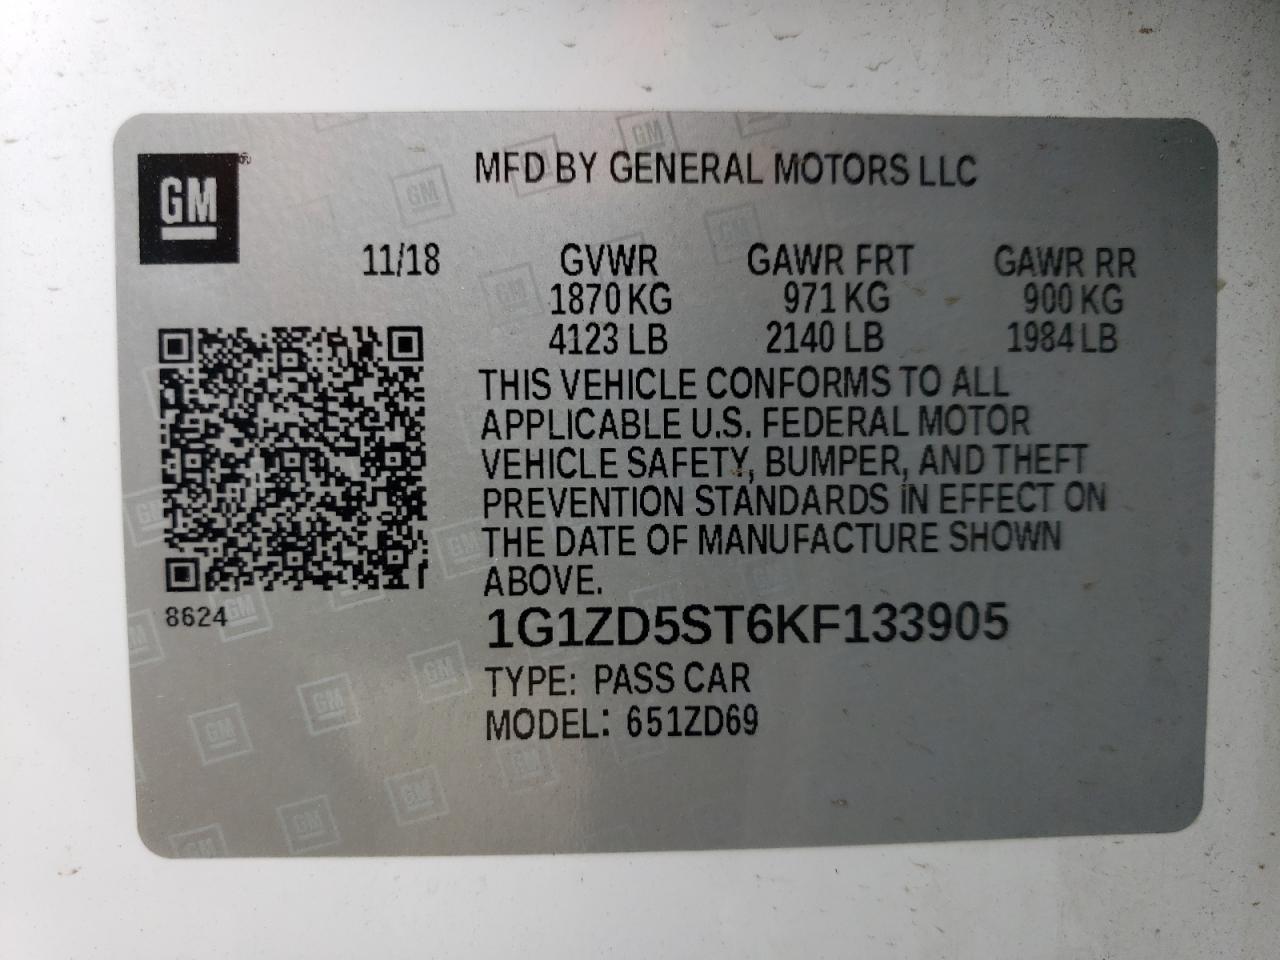 GM
MFD BY GENERAL MOTORS LLC
11/18 GVWR GAWR FRT GAWR RR
1870 KG 971 KG 900 KG
4123 LB 2140 LB 1984 LB
THIS VEHICLE CONFORMS TO ALL
APPLICABLE U.S. FEDERAL MOTOR
VEHICLE SAFETY, BUMPER, AND THEFT
PREVENTION STANDARDS IN EFFECT ON
THE DATE OF MANUFACTURE SHOWN
ABOVE.
8624
1G1ZD5ST6KF133905
TYPE: PASS CAR
MODEL: 651ZD69